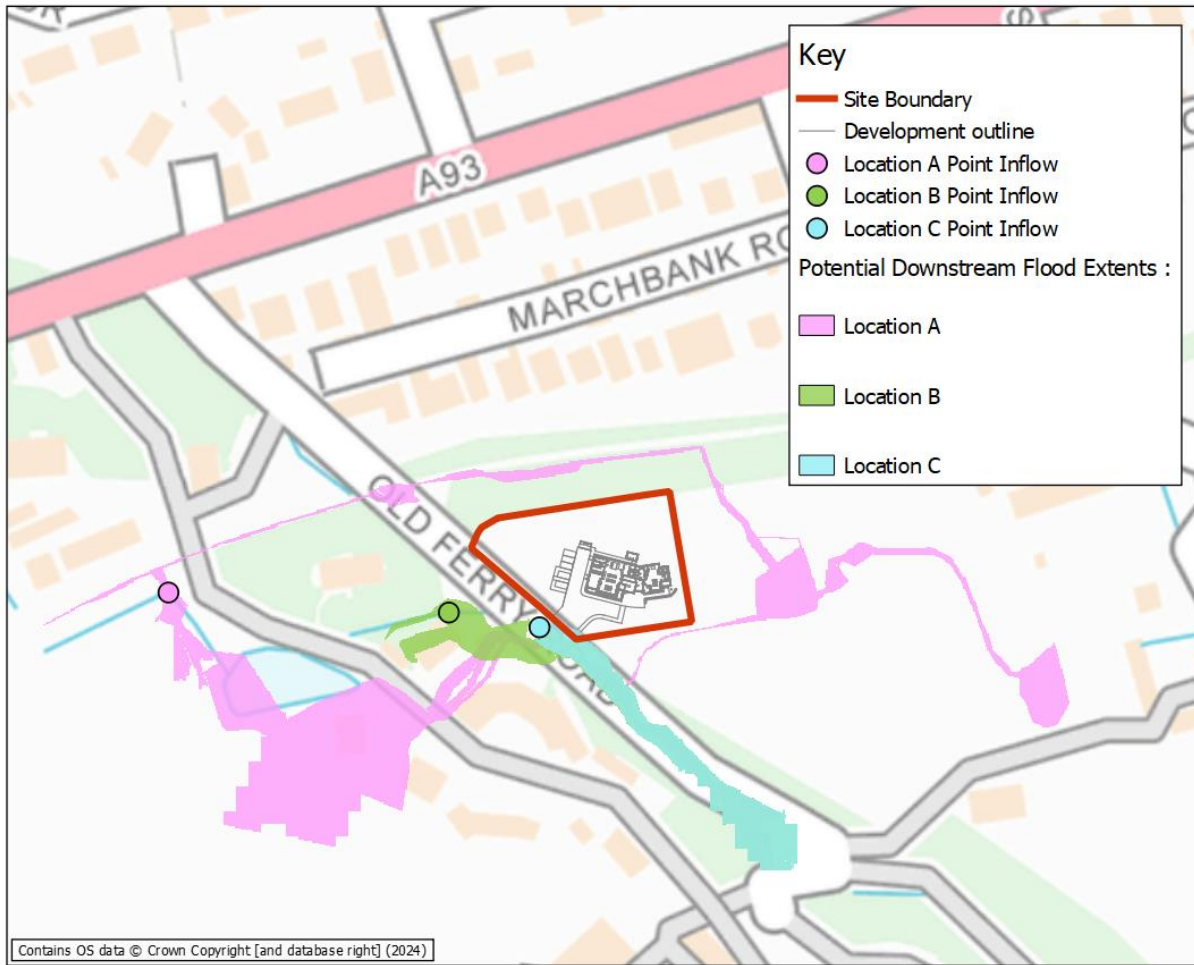 Key
Site Boundary
Development outline
Location A Point Inflow
Location B Point Inflow
Location C Point Inflow
Potential Downstream Flood Extents :
Location A
Location B
Location C
A93
MARCHBANK RO
OLD FERRY ROAD
Contains OS data © Crown Copyright [and database right] (2024)